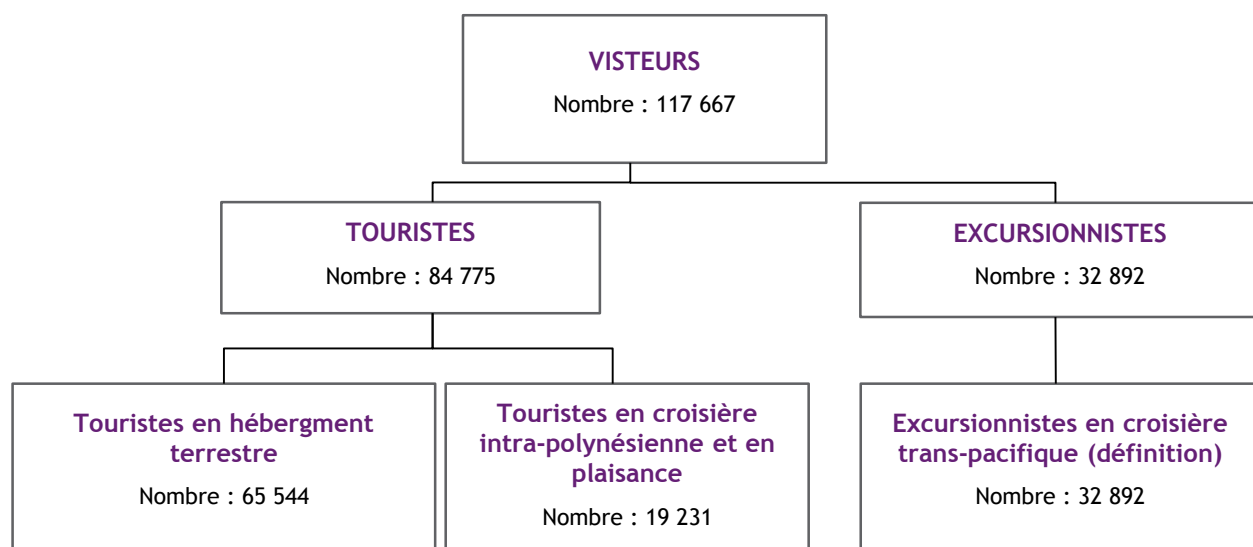 VISTEURS
Nombre : 117 667
TOURISTES
Nombre : 84 775
EXCURSIONNISTES
Nombre : 32 892
Touristes en hébergment
terrestre
Nombre : 65 544
Touristes en croisière
intra-polynésienne et en
plaisance
Nombre : 19 231
Excursionnistes en croisière
trans-pacifique (définition)
Nombre : 32 892